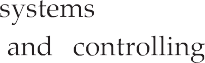 systems
and controlling